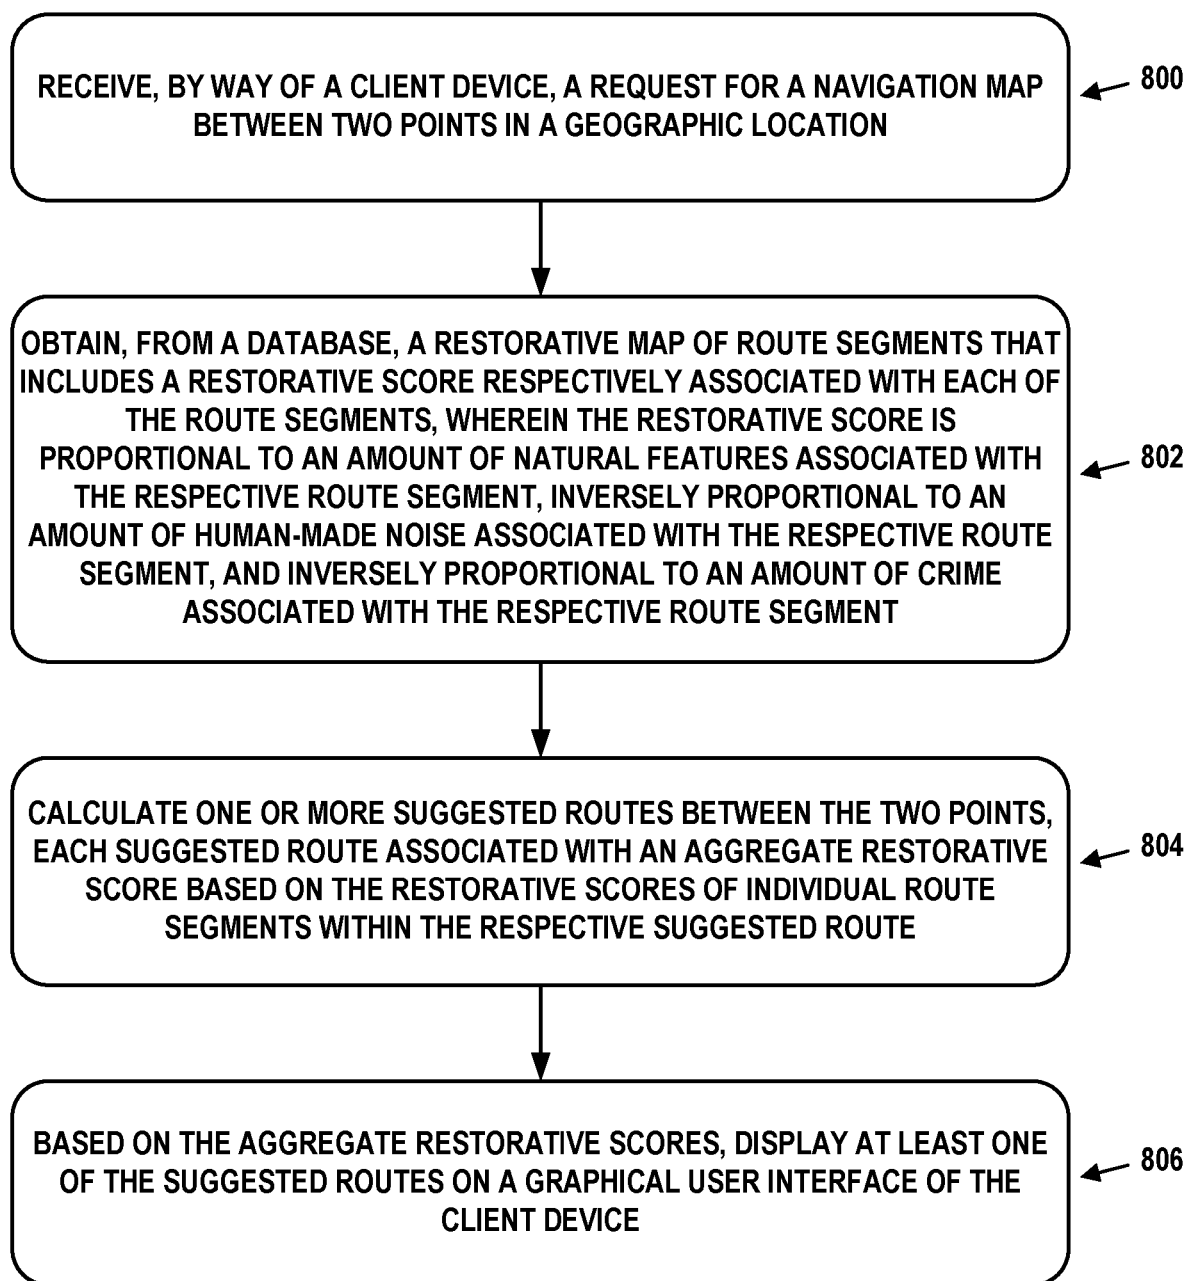 RECEIVE, BY WAY OF A CLIENT DEVICE, A REQUEST FOR A NAVIGATION MAP
BETWEEN TWO POINTS IN A GEOGRAPHIC LOCATION
800
OBTAIN, FROM A DATABASE, A RESTORATIVE MAP OF ROUTE SEGMENTS THAT
INCLUDES A RESTORATIVE SCORE RESPECTIVELY ASSOCIATED WITH EACH OF
THE ROUTE SEGMENTS, WHEREIN THE RESTORATIVE SCORE IS
PROPORTIONAL TO AN AMOUNT OF NATURAL FEATURES ASSOCIATED WITH
THE RESPECTIVE ROUTE SEGMENT, INVERSELY PROPORTIONAL TO AN
AMOUNT OF HUMAN-MADE NOISE ASSOCIATED WITH THE RESPECTIVE ROUTE
SEGMENT, AND INVERSELY PROPORTIONAL TO AN AMOUNT OF CRIME
ASSOCIATED WITH THE RESPECTIVE ROUTE SEGMENT
802
CALCULATE ONE OR MORE SUGGESTED ROUTES BETWEEN THE TWO POINTS,
EACH SUGGESTED ROUTE ASSOCIATED WITH AN AGGREGATE RESTORATIVE
SCORE BASED ON THE RESTORATIVE SCORES OF INDIVIDUAL ROUTE
SEGMENTS WITHIN THE RESPECTIVE SUGGESTED ROUTE
804
BASED ON THE AGGREGATE RESTORATIVE SCORES, DISPLAY AT LEAST ONE
OF THE SUGGESTED ROUTES ON A GRAPHICAL USER INTERFACE OF THE
CLIENT DEVICE
806